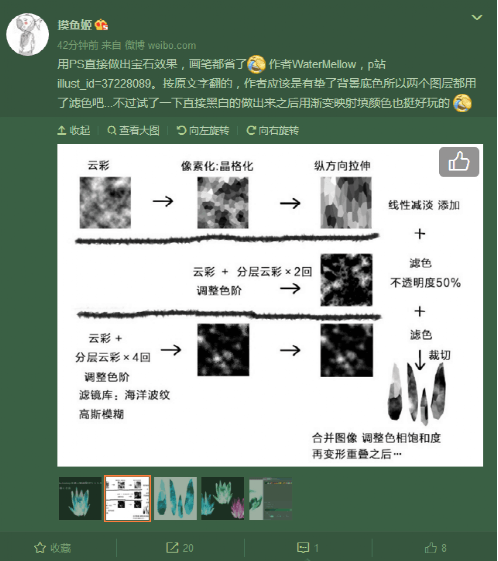 摸鱼姬
42分钟前 来自 微博 weibo.com
用PS直接做出宝石效果，画笔都省了 作者WaterMellow，p站
illust_id=37228089。按原文字翻的，作者应该是有垫了背景底色所以两个图层都用
了滤色吧...不过试了一下直接黑白的做出来之后用渐变映射填颜色也挺好玩的
收起 查看大图 向左旋转 向右旋转
云彩 像素化:晶格化 纵方向拉伸
线性减淡 添加
+
云彩 + 分层云彩×2回
调整色阶
滤色
不透明度50%
+
云彩 +
分层云彩×4回
调整色阶
滤镜库：海洋波纹
高斯模糊
滤色
裁切
合并图像 调整色相饱和度
再变形重叠之后…
收藏 20 1 8